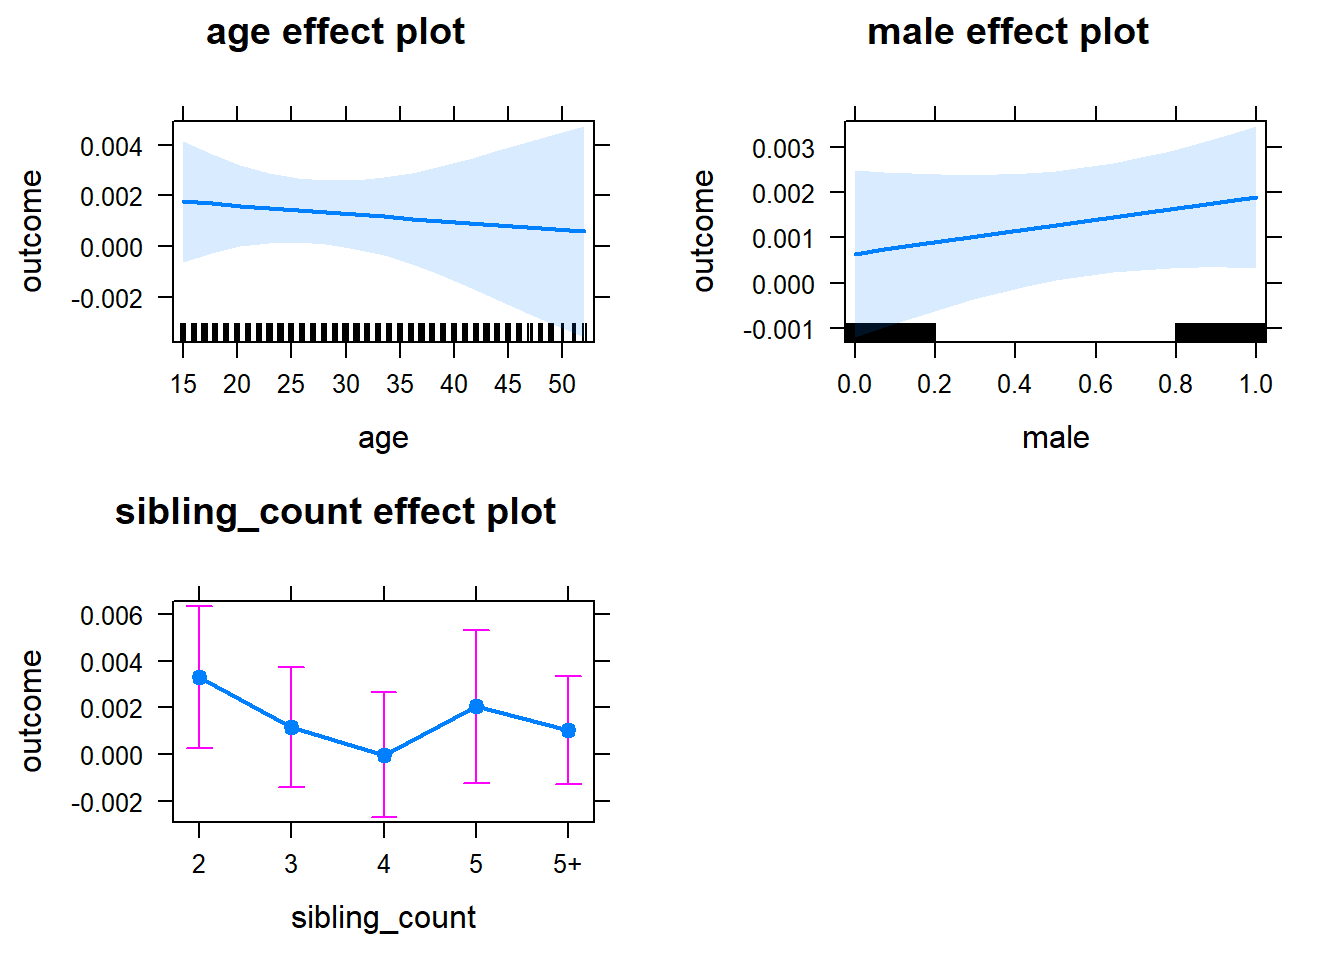 age effect plot
outcome
0.004
0.002
0.000
-0.002
15 20 25 30 35 40 45 50
age
male effect plot
outcome
0.003
0.002
0.001
0.000
-0.001
0.0 0.2 0.4 0.6 0.8 1.0
male
sibling_count effect plot
outcome
0.006
0.004
0.002
0.000
-0.002
2 3 4 5 5+
sibling_count